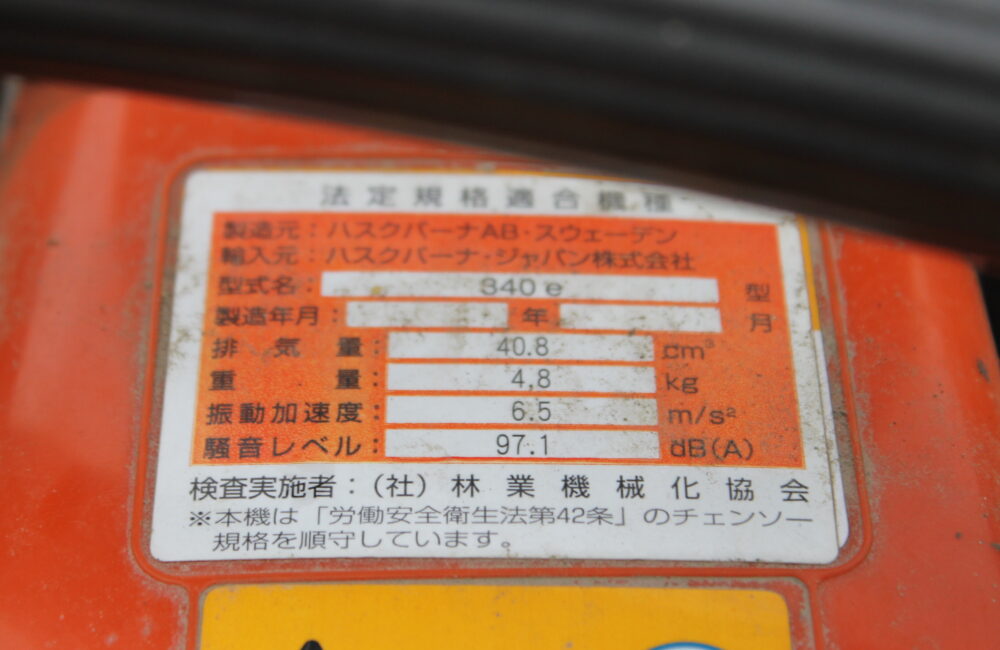 法定規格適合機種
製造元：ハスクバーナAB・スウェーデン
輸入元：ハスクバーナ・ジャパン株式会社
型式名： 340 e 型
製造年月： 年 月
排気量： 40.8 cm³
重量： 4.8 kg
振動加速度： 6.5 m/s²
騒音レベル： 97.1 dB(A)
検査実施者：（社）林業機械化協会
※本機は「労働安全衛生法第42条」のチェンソー
規格を順守しています。